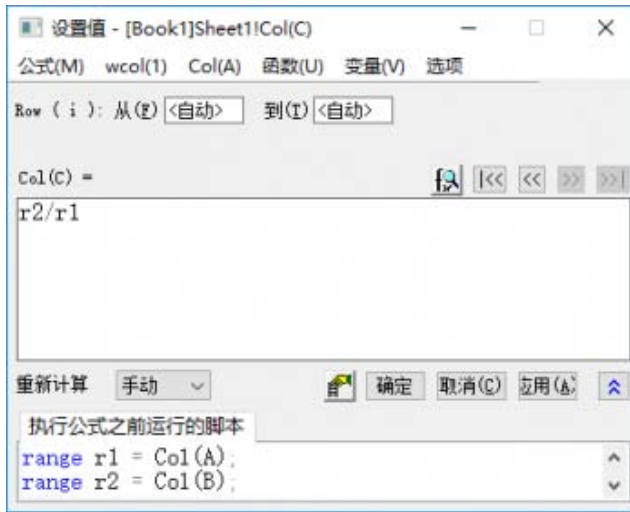 设置值 - [Book1]Sheet1!Col(C)
公式(M) wcol(1) Col(A) 函数(U) 变量(V) 选项
Row ( i ): 从(F) <自动> 到(T) <自动>
Col(C) =
|<< << >> >>|
r2/r1
重新计算 手动 确定 取消(C) 应用(A)
执行公式之前运行的脚本
range r1 = Col(A);
range r2 = Col(B);